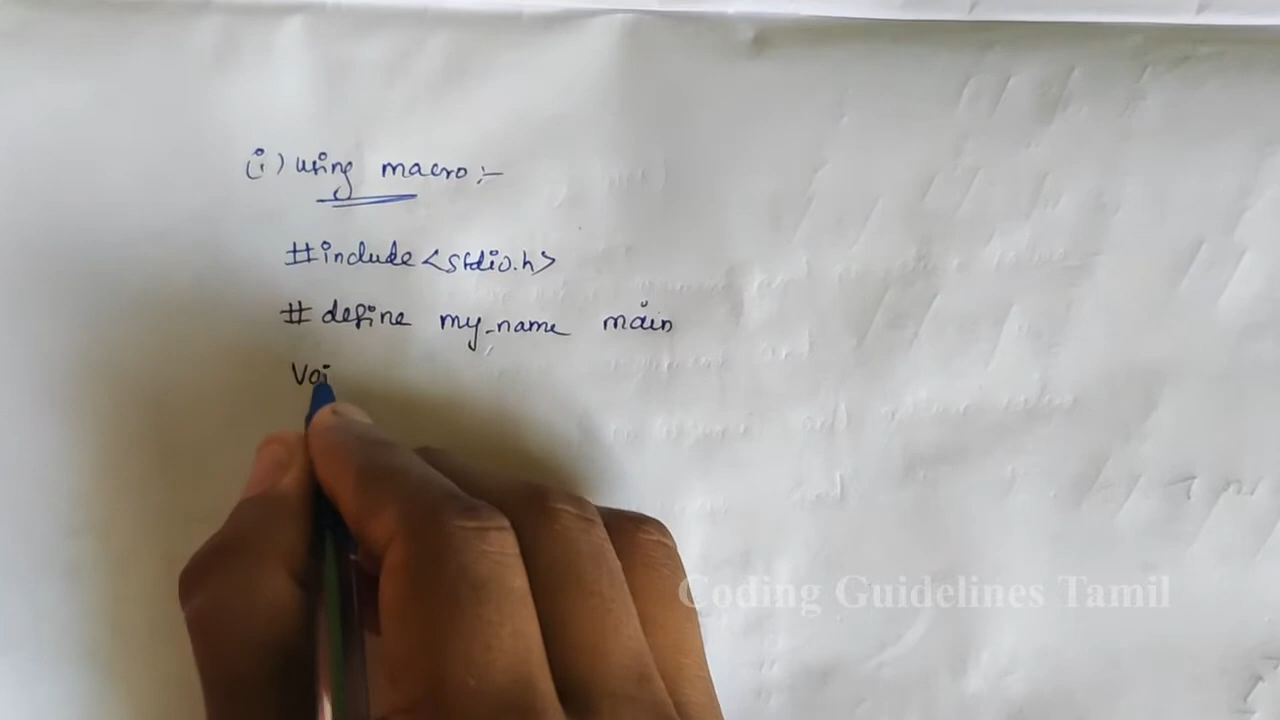 (i) using macro :-
#include <stdio.h>
# define my_name main
Voi
Coding Guidelines Tamil